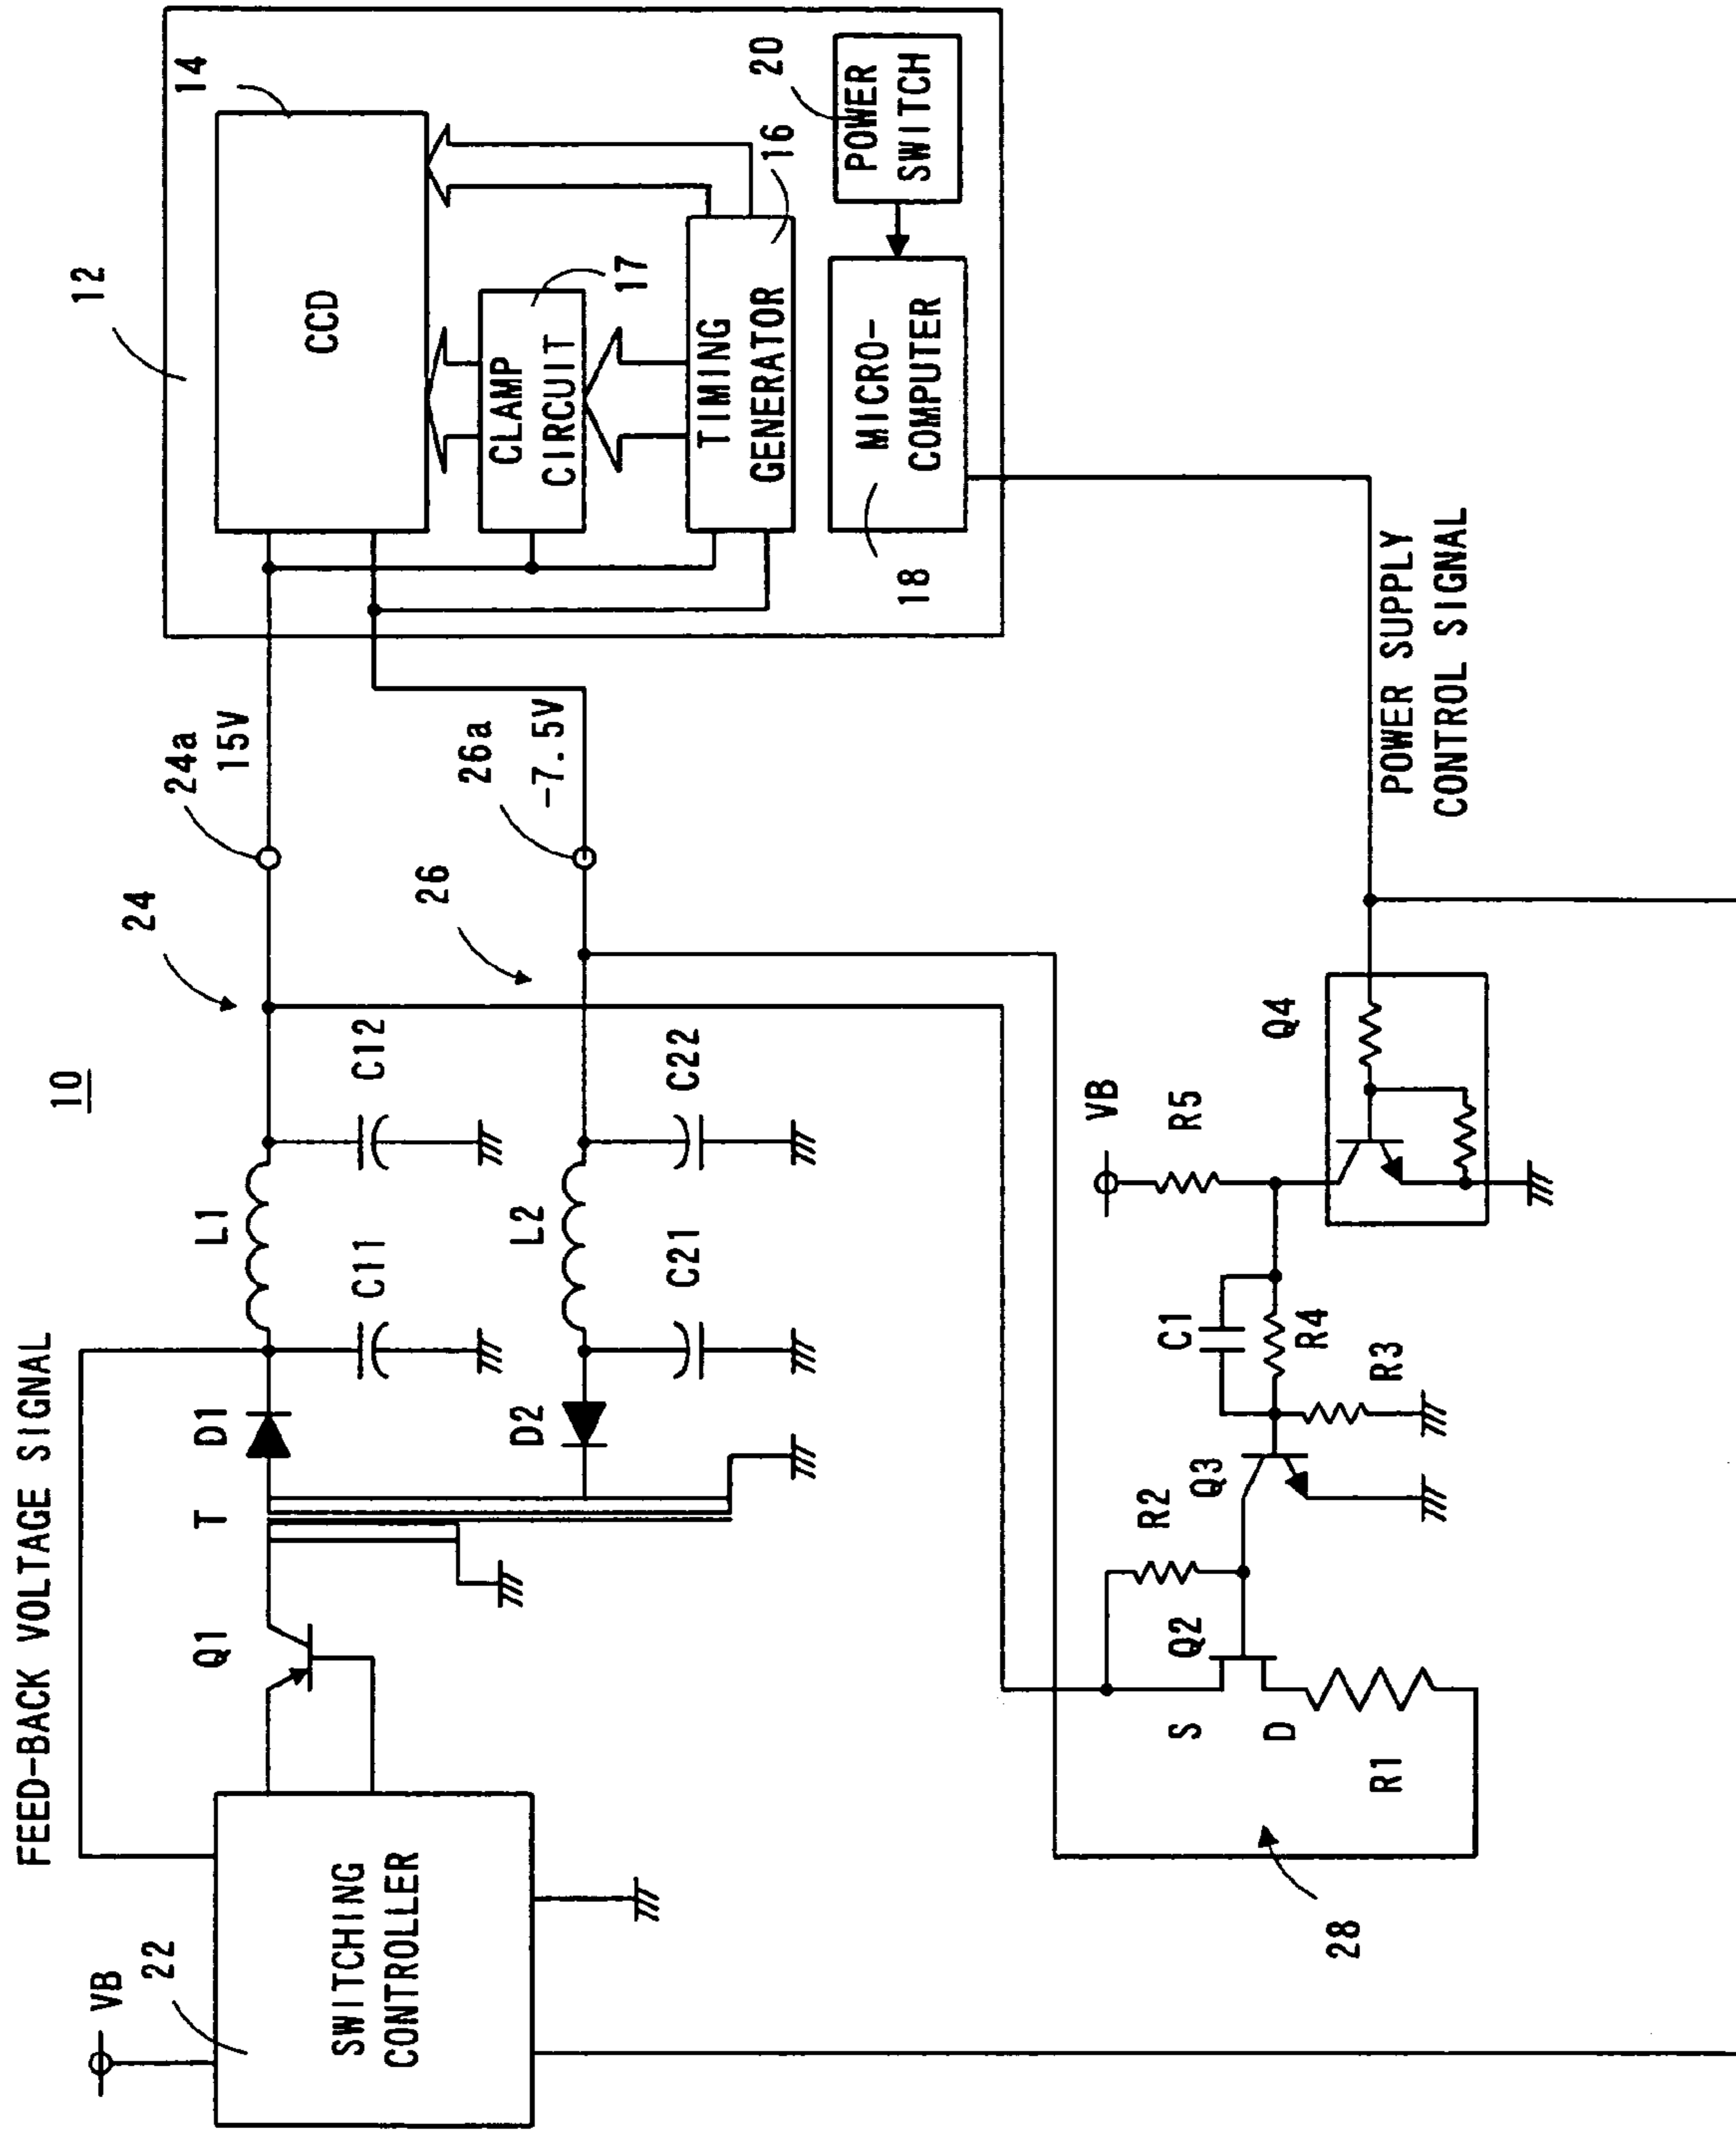 10
FEED-BACK VOLTAGE SIGNAL
VB
22
SWITCHING
CONTROLLER
Q1
T
D1
L1
C11
C12
24
24a
15V
D2
L2
C21
C22
26
26a
-7.5V
12
14
CCD
CLAMP
CIRCUIT
17
TIMING
GENERATOR
16
MICRO-
COMPUTER
18
POWER
SWITCH
20
28
S
D
Q2
R1
R2
Q3
C1
R4
R3
VB
R5
Q4
POWER SUPPLY
CONTROL SIGNAL